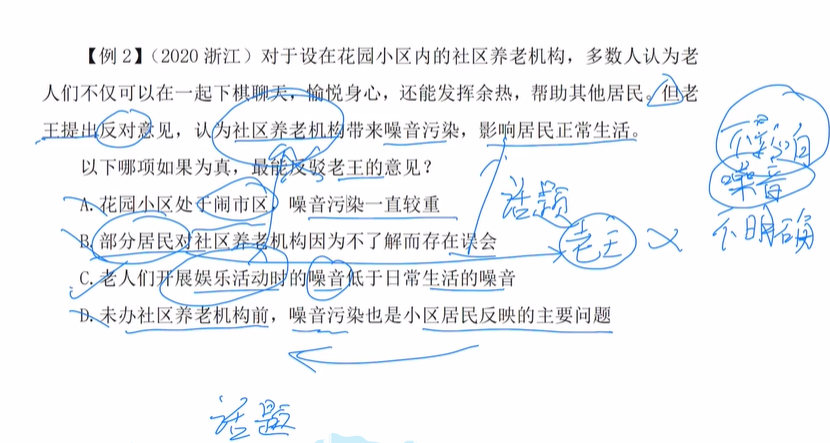 【例2】（2020浙江）对于设在花园小区内的社区养老机构，多数人认为老
人们不仅可以在一起下棋聊天，愉悦身心，还能发挥余热，帮助其他居民。但老
王提出反对意见，认为社区养老机构带来噪音污染，影响居民正常生活。
以下哪项如果为真，最能反驳老王的意见？
A.花园小区处于闹市区，噪音污染一直较重
B.部分居民对社区养老机构因为不了解而存在误会
C.老人们开展娱乐活动时的噪音低于日常生活的噪音
D.未办社区养老机构前，噪音污染也是小区居民反映的主要问题
不影响
噪音
不明确
话题
老王
话题